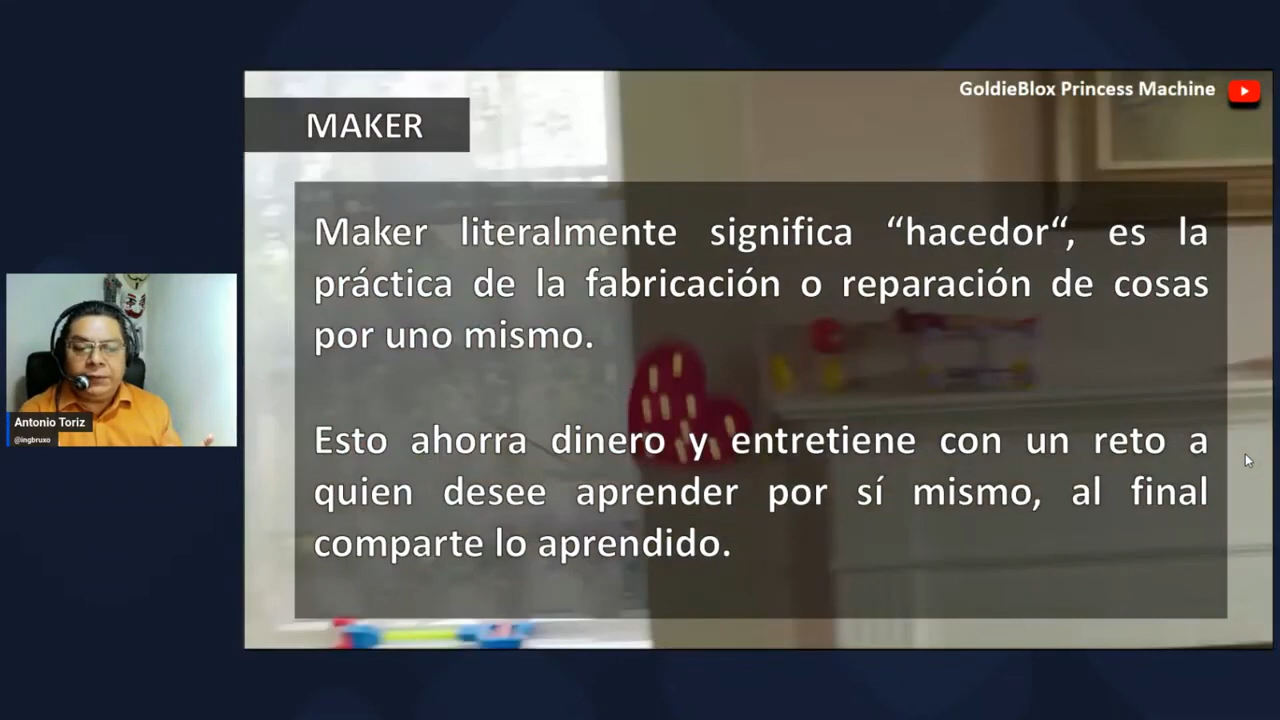 GoldieBlox Princess Machine
MAKER
Maker literalmente significa “hacedor“, es la
práctica de la fabricación o reparación de cosas
por uno mismo.
Esto ahorra dinero y entretiene con un reto a
quien desee aprender por sí mismo, al final
comparte lo aprendido.
Antonio Toriz
@ingbruxo